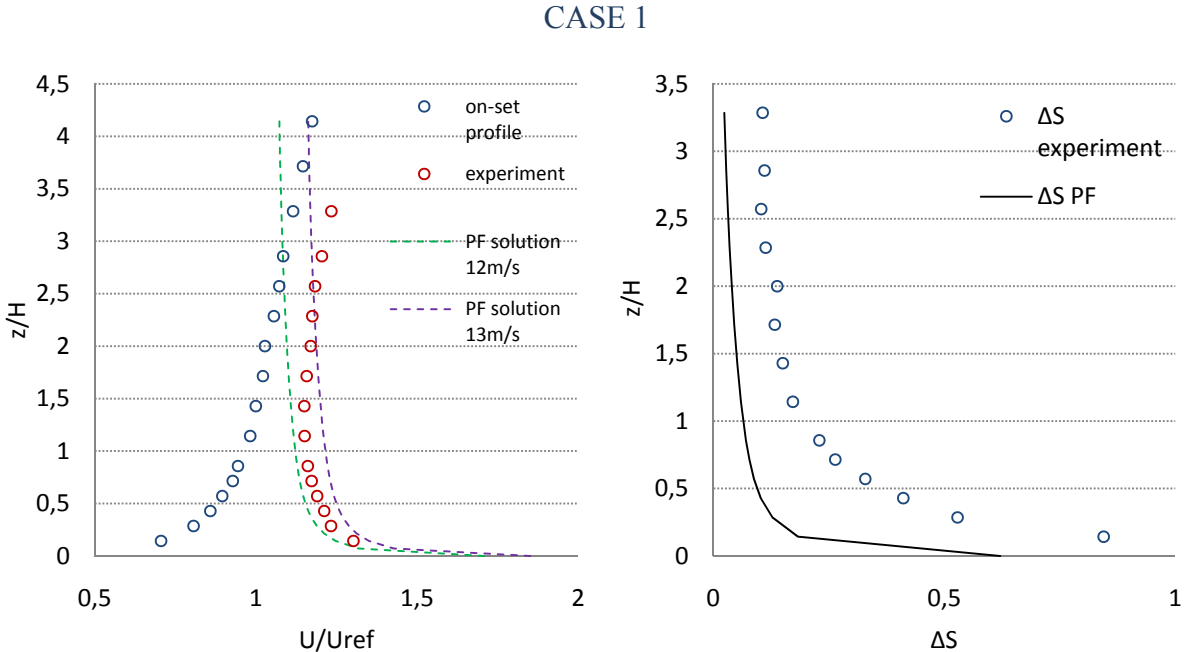 CASE 1
4,5
4
3,5
3
2,5
2
1,5
1
0,5
0
z/H
0,5
1
1,5
2
U/Uref
on-set
profile
experiment
PF solution
12m/s
PF solution
13m/s
3,5
3
2,5
2
1,5
1
0,5
0
z/H
0
0,5
1
ΔS
ΔS
experiment
ΔS PF